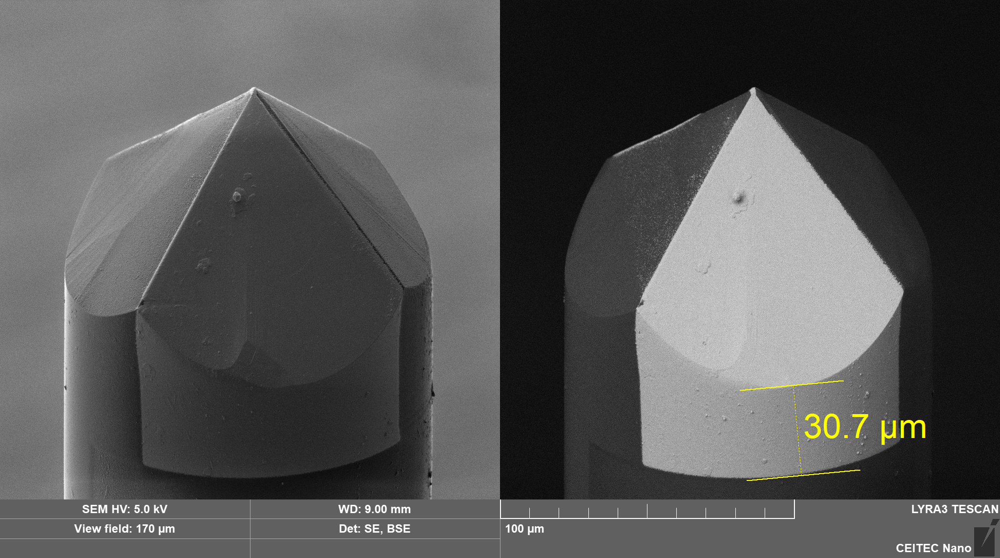 30.7 µm
SEM HV: 5.0 kV
WD: 9.00 mm
LYRA3 TESCAN
View field: 170 µm
Det: SE, BSE
100 µm
CEITEC Nano